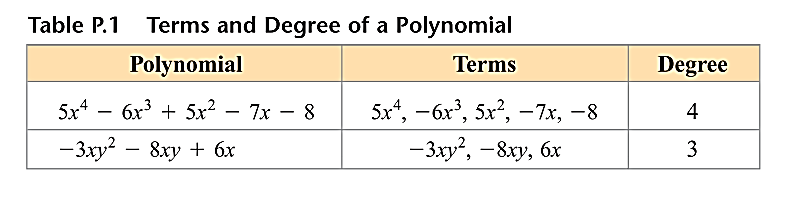 Table P.1 Terms and Degree of a Polynomial
Polynomial Terms Degree
5x⁴ − 6x³ + 5x² − 7x − 8 5x⁴, −6x³, 5x², −7x, −8 4
−3xy² − 8xy + 6x −3xy², −8xy, 6x 3